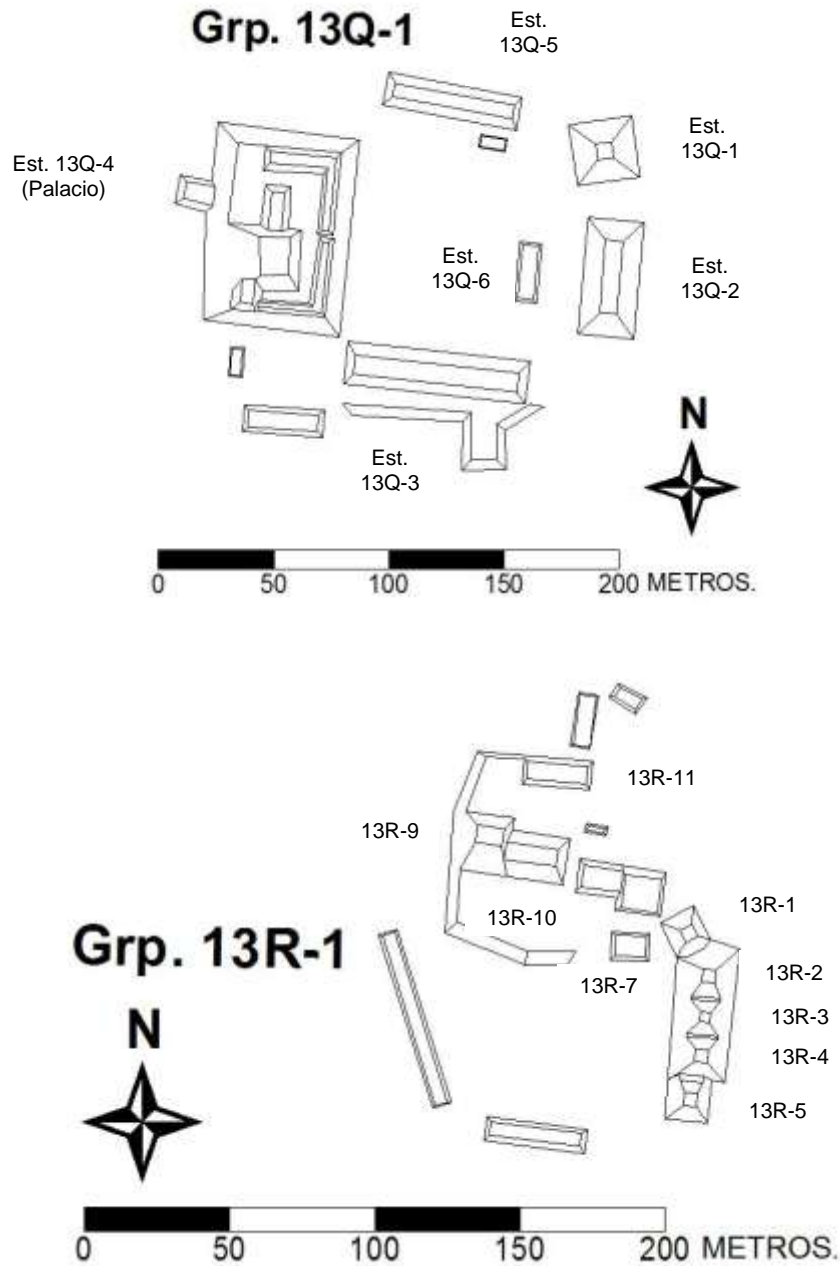 Grp. 13Q-1
Est.
13Q-5
Est.
13Q-1
Est. 13Q-4
(Palacio)
Est.
13Q-6
Est.
13Q-2
Est.
13Q-3
N
0 50 100 150 200 METROS.
13R-11
13R-9
13R-1
13R-10
Grp. 13R-1
13R-2
13R-7
13R-3
13R-4
13R-5
N
0 50 100 150 200 METROS.